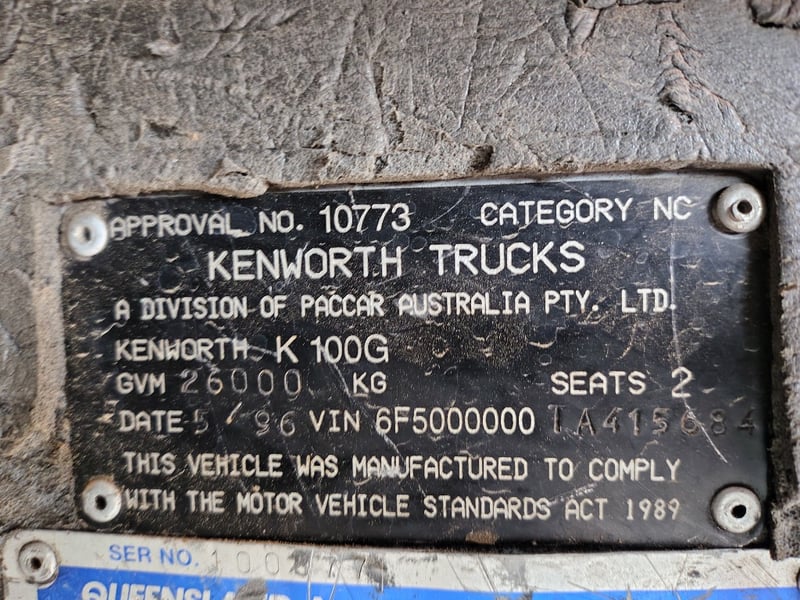 APPROVAL NO. 10773 CATEGORY NC
KENWORTH TRUCKS
A DIVISION OF PACCAR AUSTRALIA PTY. LTD.
KENWORTH K 100G
GVM 26000 KG SEATS 2
DATE 5/96 VIN 6F5000000TA415684
THIS VEHICLE WAS MANUFACTURED TO COMPLY
WITH THE MOTOR VEHICLE STANDARDS ACT 1989
SER NO.
QUEENSLAND